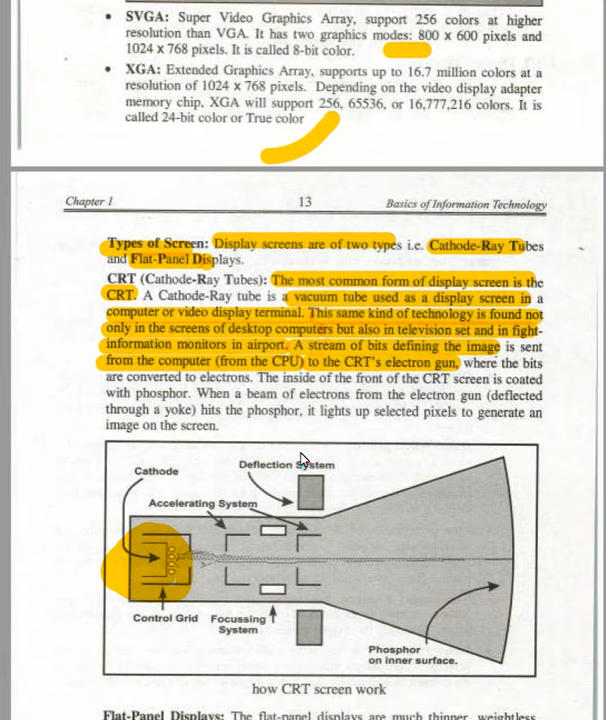 • SVGA: Super Video Graphics Array, support 256 colors at higher
resolution than VGA. It has two graphics modes: 800 x 600 pixels and
1024 x 768 pixels. It is called 8-bit color.
• XGA: Extended Graphics Array, supports up to 16.7 million colors at a
resolution of 1024 x 768 pixels. Depending on the video display adapter
memory chip, XGA will support 256, 65536, or 16,777,216 colors. It is
called 24-bit color or True color
Chapter 1 13 Basics of Information Technology
Types of Screen: Display screens are of two types i.e. Cathode-Ray Tubes
and Flat-Panel Displays.
CRT (Cathode-Ray Tubes): The most common form of display screen is the
CRT. A Cathode-Ray tube is a vacuum tube used as a display screen in a
computer or video display terminal. This same kind of technology is found not
only in the screens of desktop computers but also in television set and in fight-
information monitors in airport. A stream of bits defining the image is sent
from the computer (from the CPU) to the CRT's electron gun, where the bits
are converted to electrons. The inside of the front of the CRT screen is coated
with phosphor. When a beam of electrons from the electron gun (deflected
through a yoke) hits the phosphor, it lights up selected pixels to generate an
image on the screen.
Deflection System
Cathode
Accelerating System
Control Grid
Focussing
System
Phosphor
on inner surface.
how CRT screen work
Flat-Panel Displays: The flat-panel displays are much thinner, weightless